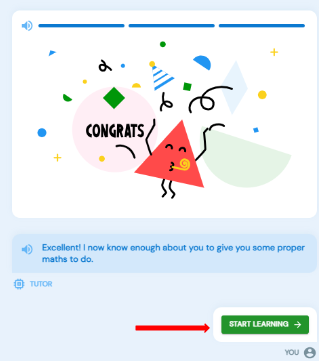 CONGRATS
Excellent! I now know enough about you to give you some proper
maths to do.
TUTOR
START LEARNING
YOU